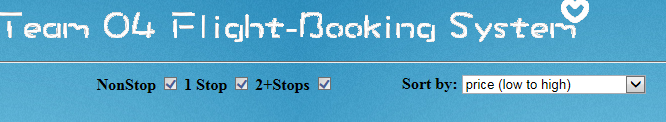 Team 04 Flight-Booking System
NonStop 1 Stop 2+Stops Sort by: price (low to high)